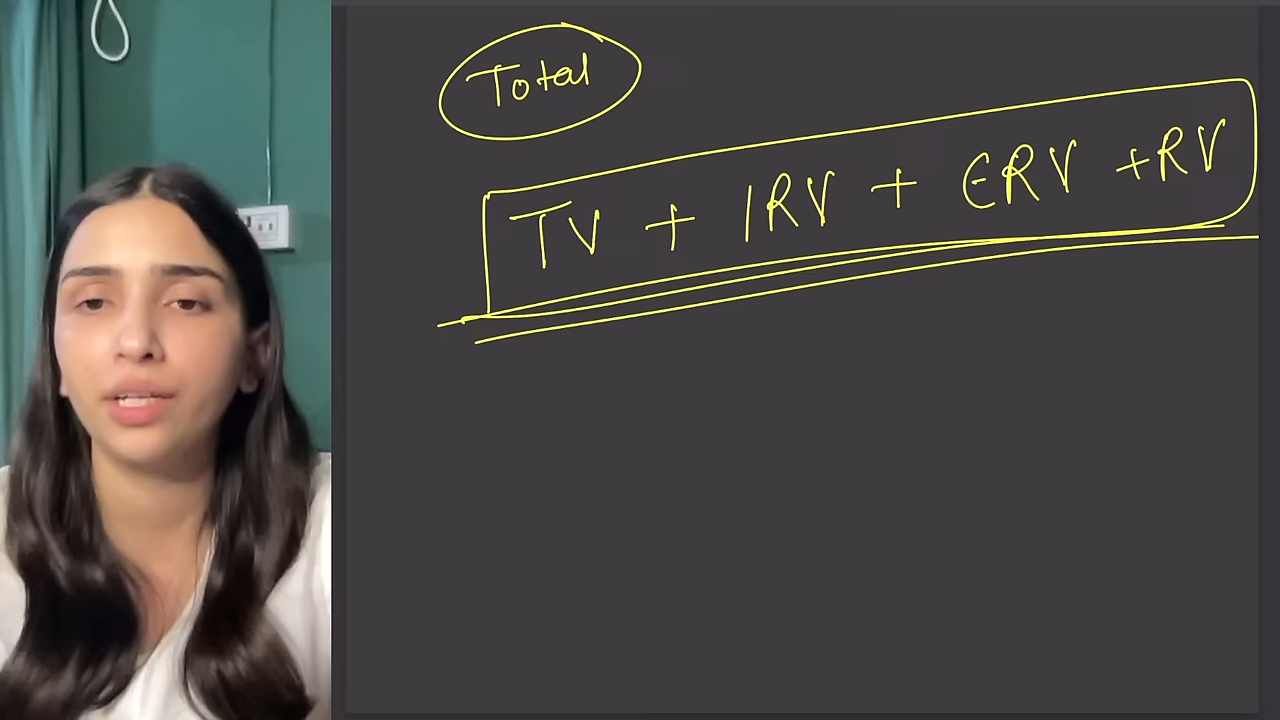 Total
TV + IRV + ERV + RV